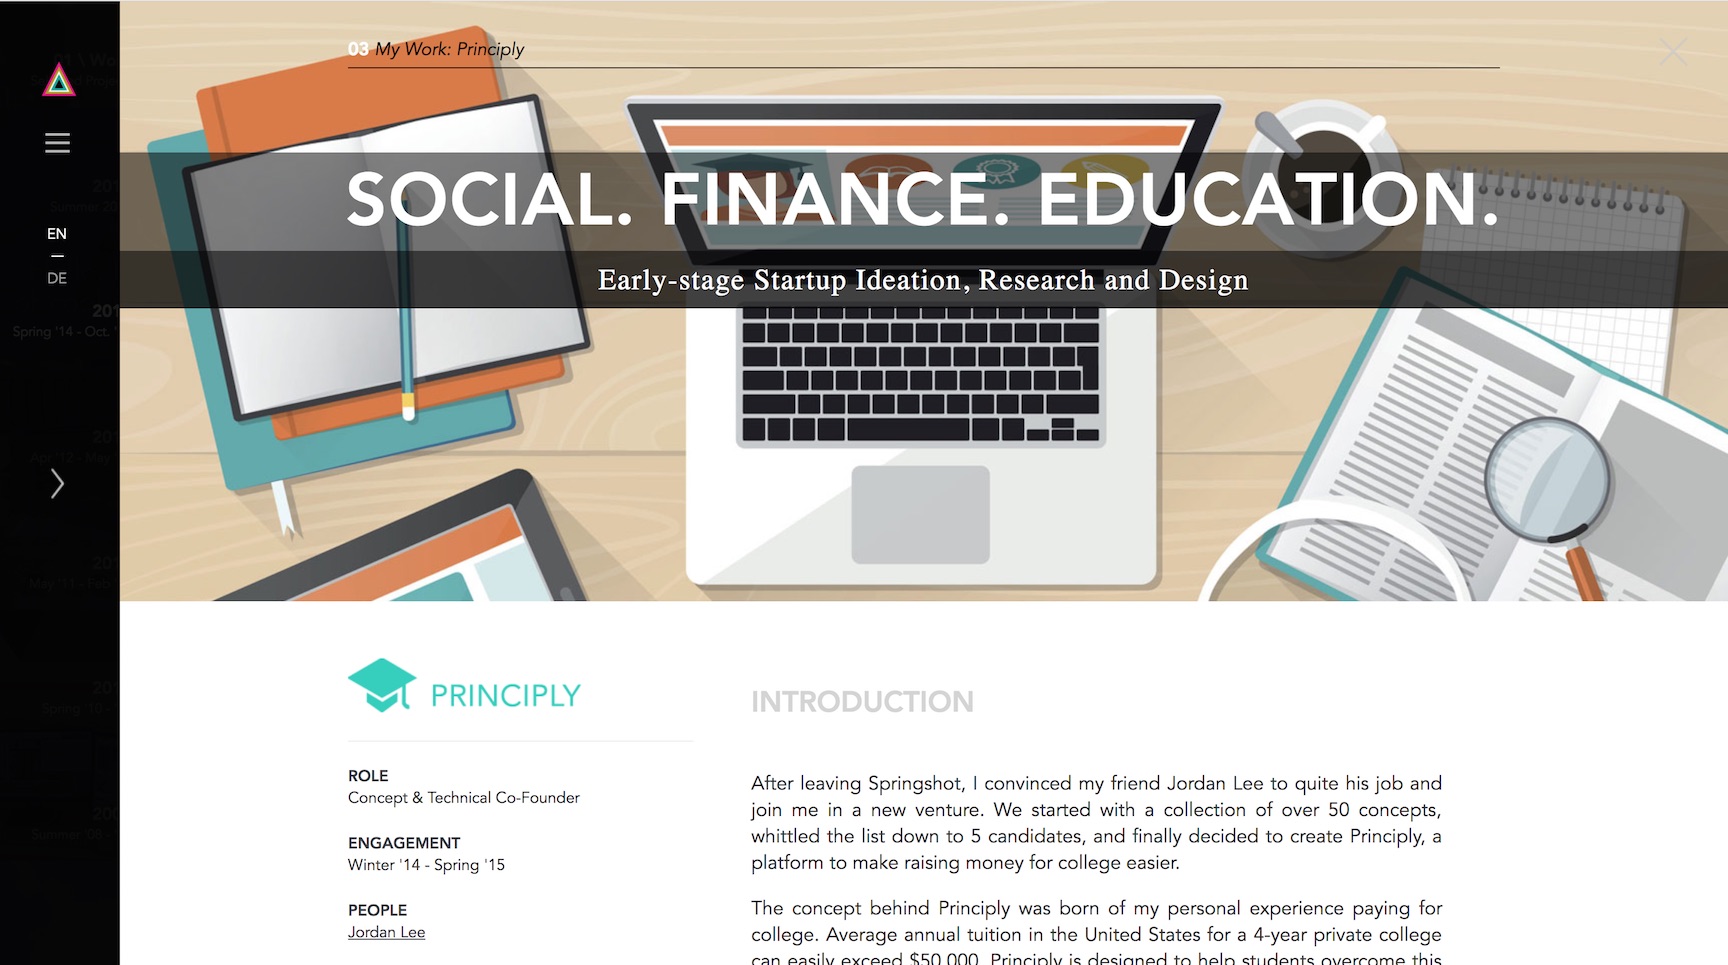 03 My Work: Principly
EN
DE
SOCIAL. FINANCE. EDUCATION.
Early-stage Startup Ideation, Research and Design
Spring '14 - Oct. '
PRINCIPLY
ROLE
Concept & Technical Co-Founder
ENGAGEMENT
Winter '14 - Spring '15
PEOPLE
Jordan Lee
INTRODUCTION
After leaving Springshot, I convinced my friend Jordan Lee to quite his job and
join me in a new venture. We started with a collection of over 50 concepts,
whittled the list down to 5 candidates, and finally decided to create Principly, a
platform to make raising money for college easier.
The concept behind Principly was born of my personal experience paying for
college. Average annual tuition in the United States for a 4-year private college
can easily exceed $50,000. Principly is designed to help students overcome this